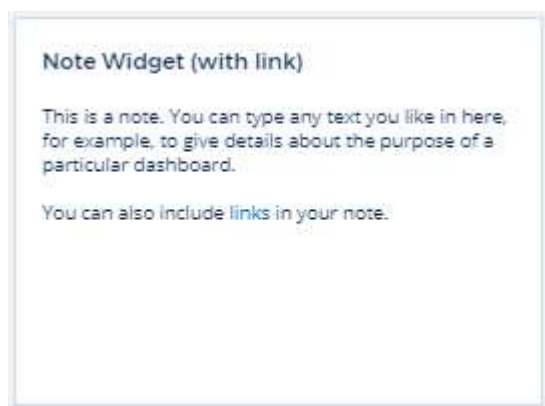 Note Widget (with link)
This is a note. You can type any text you like in here,
for example, to give details about the purpose of a
particular dashboard.
You can also include links in your note.